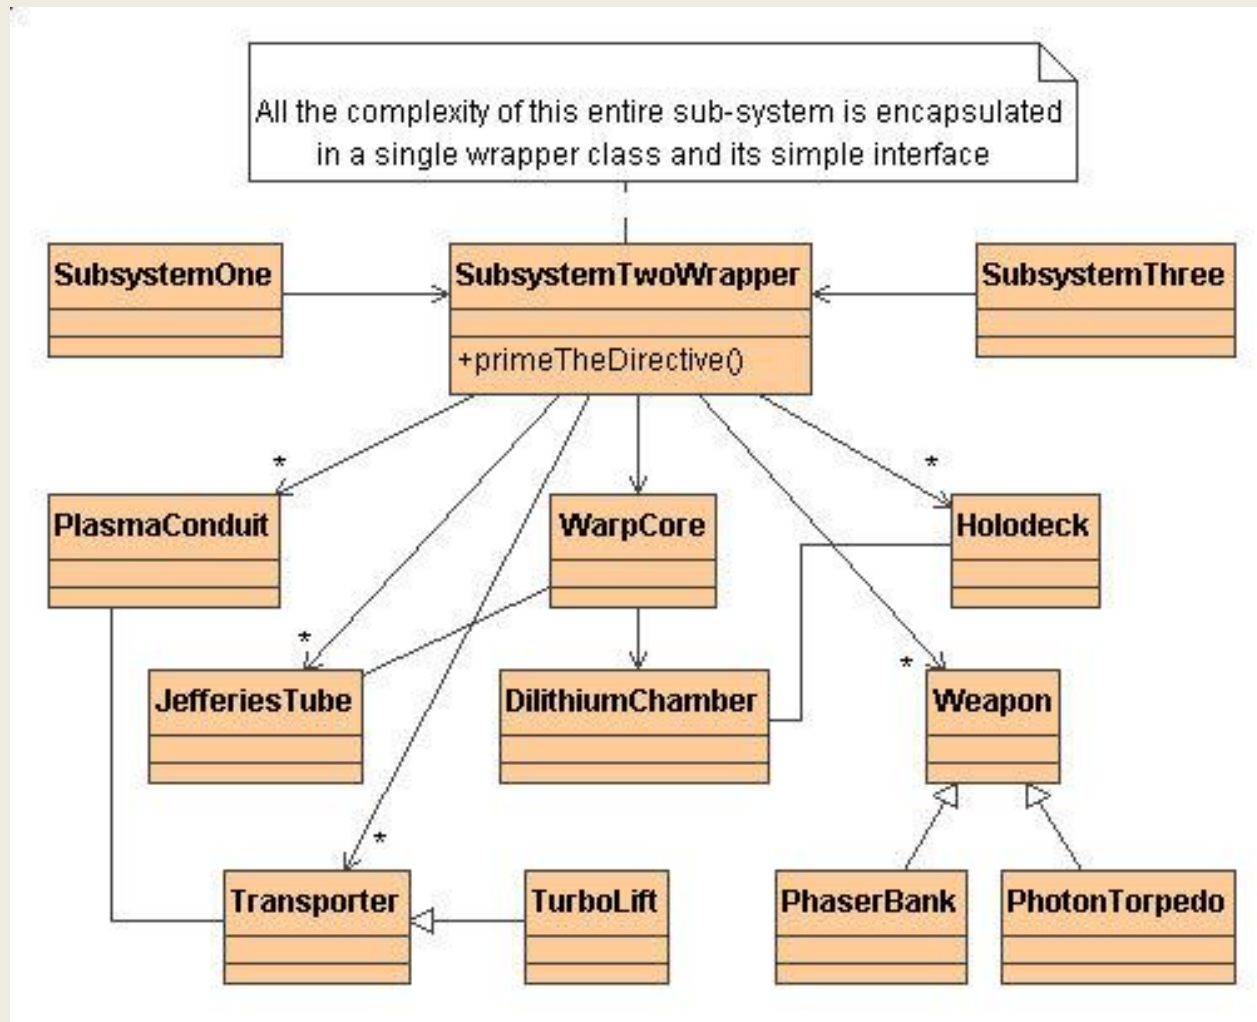 All the complexity of this entire sub-system is encapsulated
in a single wrapper class and its simple interface
SubsystemOne
SubsystemTwoWrapper
SubsystemThree
+primeTheDirective()
*
*
PlasmaConduit
WarpCore
Holodeck
*
*
JefferiesTube
DilithiumChamber
Weapon
*
Transporter
TurboLift
PhaserBank
PhotonTorpedo